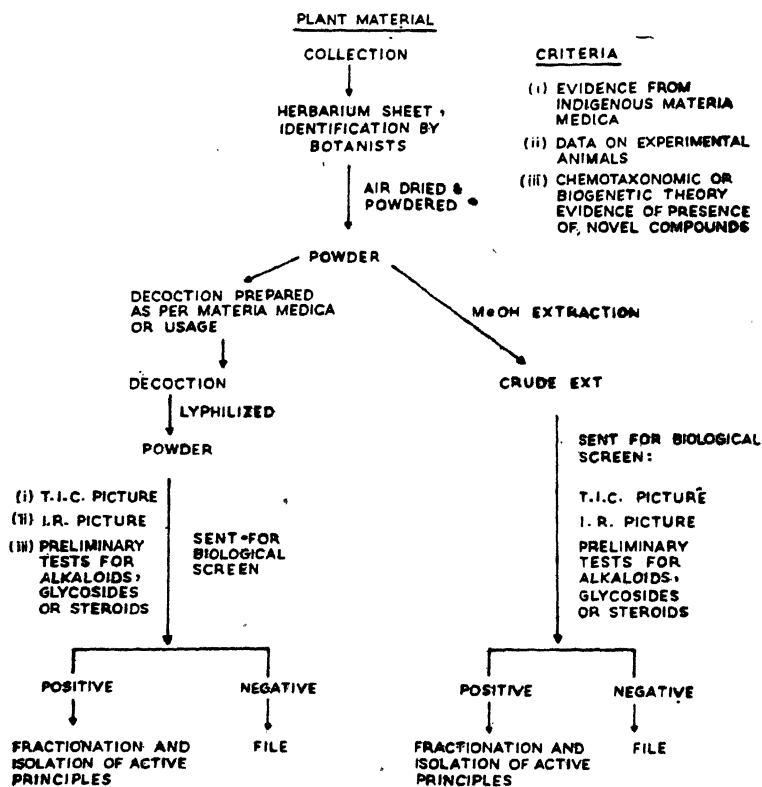 PLANT MATERIAL
COLLECTION
HERBARIUM SHEET,
IDENTIFICATION BY
BOTANISTS
AIR DRIED &
POWDERED
POWDER
CRITERIA
(i) EVIDENCE FROM
INDIGENOUS MATERIA
MEDICA
(ii) DATA ON EXPERIMENTAL
ANIMALS
(iii) CHEMOTAXONOMIC OR
BIOGENETIC THEORY
EVIDENCE OF PRESENCE
OF NOVEL COMPOUNDS
DECOCTION PREPARED
AS PER MATERIA MEDICA
OR USAGE
DECOCTION
LYPHILIZED
POWDER
(i) T.I.C. PICTURE
(ii) I.R. PICTURE
(iii) PRELIMINARY
TESTS FOR
ALKALOIDS,
GLYCOSIDES
OR STEROIDS
SENT FOR
BIOLOGICAL
SCREEN
POSITIVE
NEGATIVE
FRACTIONATION AND
ISOLATION OF ACTIVE
PRINCIPLES
FILE
MeOH EXTRACTION
CRUDE EXT
SENT FOR BIOLOGICAL
SCREEN:
T.I.C. PICTURE
I. R. PICTURE
PRELIMINARY
TESTS FOR
ALKALOIDS,
GLYCOSIDES
OR STEROIDS
POSITIVE
NEGATIVE
FRACTIONATION AND
ISOLATION OF ACTIVE
PRINCIPLES
FILE